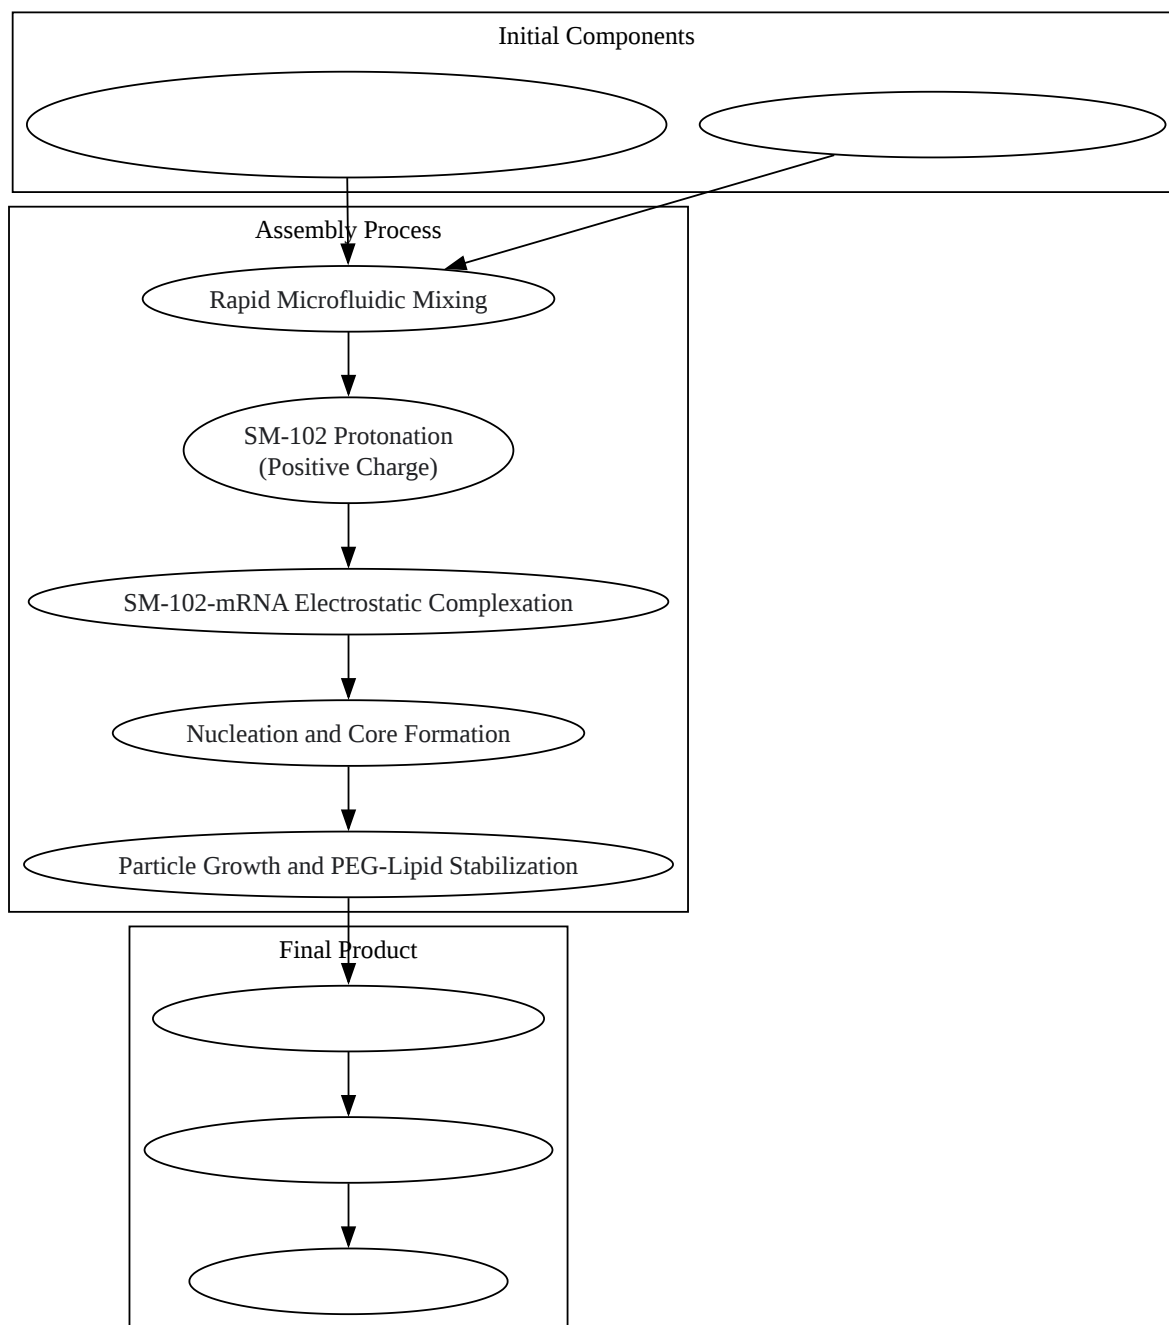 Initial Components
Assembly Process
Rapid Microfluidic Mixing
SM-102 Protonation
(Positive Charge)
SM-102-mRNA Electrostatic Complexation
Nucleation and Core Formation
Particle Growth and PEG-Lipid Stabilization
Final Product